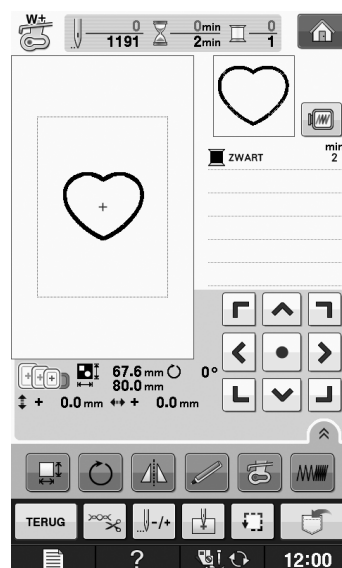 W+
0 0min 0
1191 2min 1
min
ZWART 2
67.6 mm 0°
80.0 mm
+ 0.0 mm + 0.0 mm
TERUG -/+
? 12:00